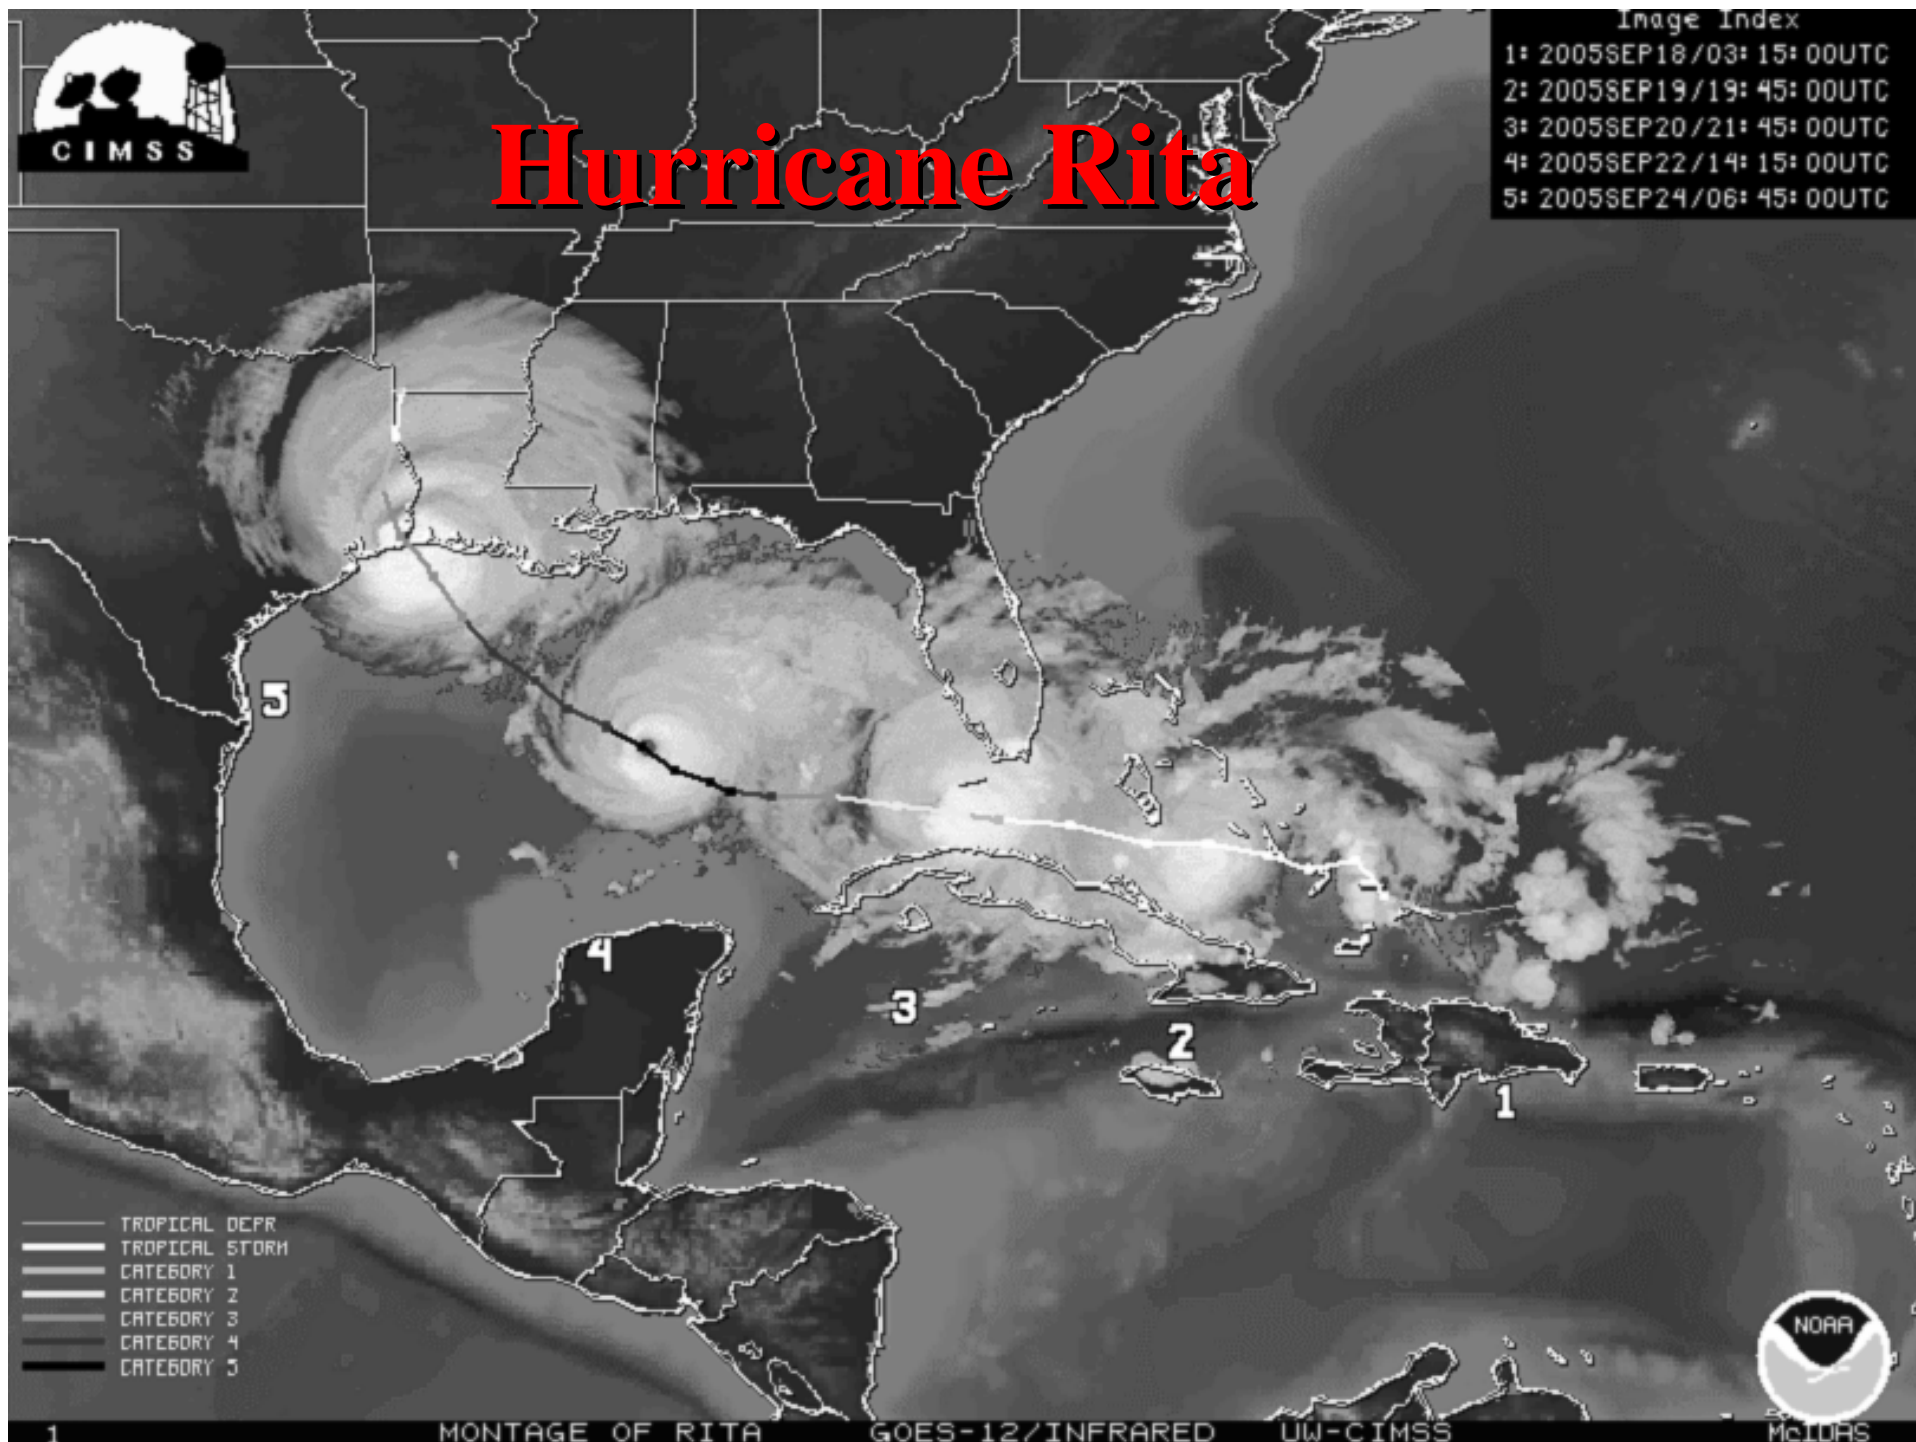 Image Index
1: 2005SEP18/03:15:00UTC
2: 2005SEP19/19:45:00UTC
3: 2005SEP20/21:45:00UTC
4: 2005SEP22/14:15:00UTC
5: 2005SEP24/06:45:00UTC
CIMSS
Hurricane Rita
5
4
3
2
1
TROPICAL DEPR
TROPICAL STORM
CATEGORY 1
CATEGORY 2
CATEGORY 3
CATEGORY 4
CATEGORY 5
NOAA
1 MONTAGE OF RITA GOES-12/INFRARED UW-CIMSS McIDAS